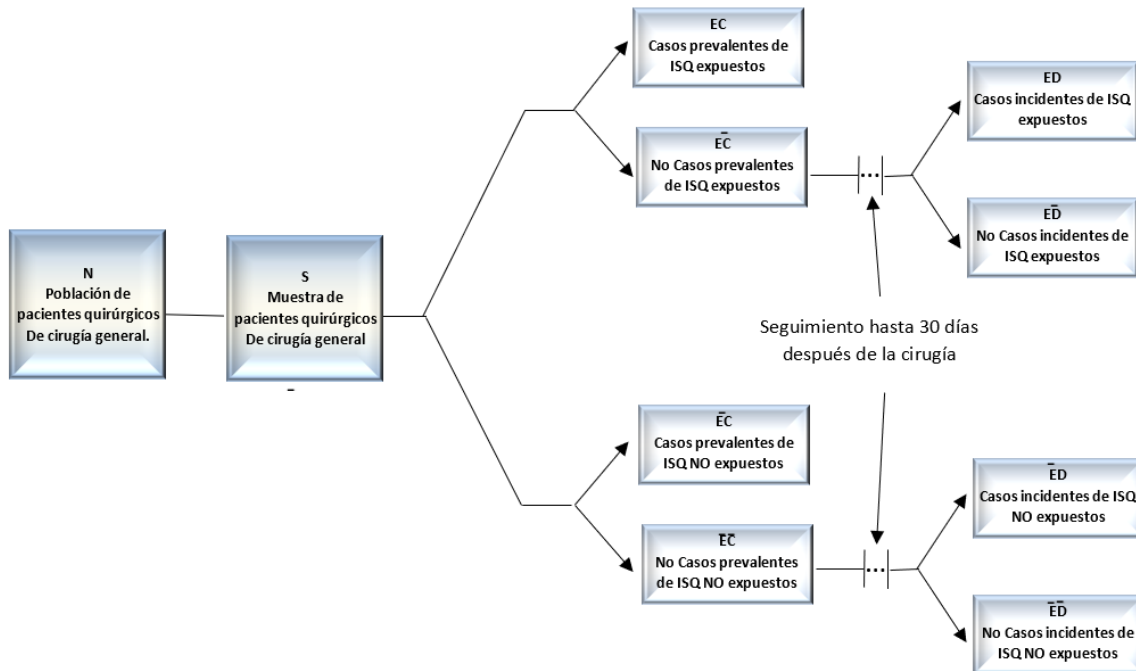 EC
Casos prevalentes de
ISQ expuestos
ED
Casos incidentes de ISQ
expuestos
EC̄
No Casos prevalentes
de ISQ expuestos
...
ED̄
No Casos incidentes de
ISQ expuestos
N
Población de
pacientes quirúrgicos
De cirugía general.
S
Muestra de
pacientes quirúrgicos
De cirugía general
Seguimiento hasta 30 días
después de la cirugía
ĒC
Casos prevalentes de
ISQ NO expuestos
ĒD
Casos incidentes de ISQ
NO expuestos
ĒC̄
No Casos prevalentes
de ISQ NO expuestos
...
ĒD̄
No Casos incidentes de
ISQ NO expuestos